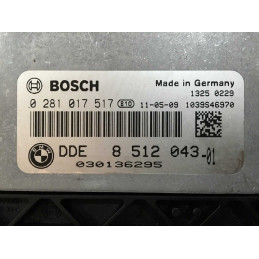 BOSCH
Made in Germany
1325 0229
0 281 017 517 E10 11-05-09 1039S46970
DDE 8 512 043-01
030136295